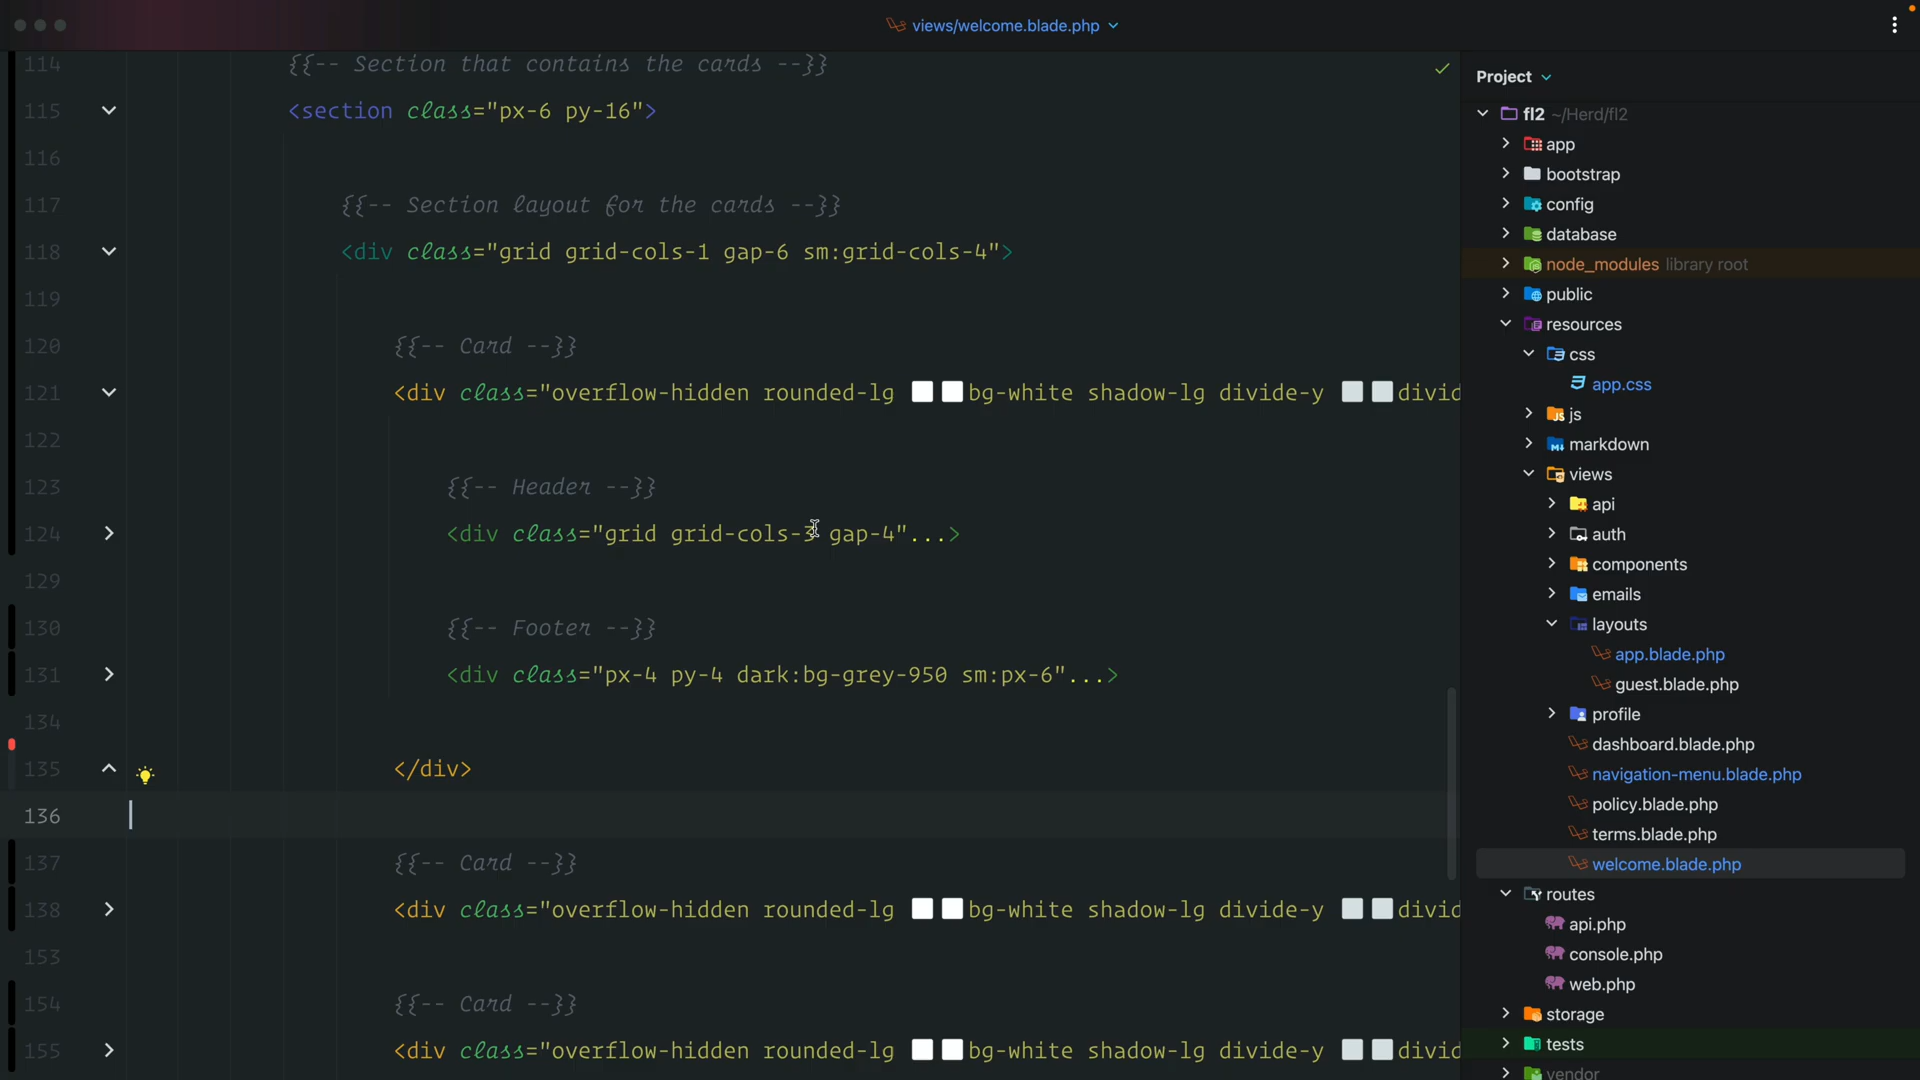 views/welcome.blade.php
114 {{-- Section that contains the cards --}}
115 <section class="px-6 py-16">
116
117 {{-- Section layout for the cards --}}
118 <div class="grid grid-cols-1 gap-6 sm:grid-cols-4">
119
120 {{-- Card --}}
121 <div class="overflow-hidden rounded-lg bg-white shadow-lg divide-y divid
122
123 {{-- Header --}}
124 <div class="grid grid-cols-3 gap-4"...>
129
130 {{-- Footer --}}
131 <div class="px-4 py-4 dark:bg-grey-950 sm:px-6"...>
134
135 </div>
136
137 {{-- Card --}}
138 <div class="overflow-hidden rounded-lg bg-white shadow-lg divide-y divid
153
154 {{-- Card --}}
155 <div class="overflow-hidden rounded-lg bg-white shadow-lg divide-y divid
Project
fl2 ~/Herd/fl2
app
bootstrap
config
database
node_modules library root
public
resources
css
app.css
js
markdown
views
api
auth
components
emails
layouts
app.blade.php
guest.blade.php
profile
dashboard.blade.php
navigation-menu.blade.php
policy.blade.php
terms.blade.php
welcome.blade.php
routes
api.php
console.php
web.php
storage
tests
vendor